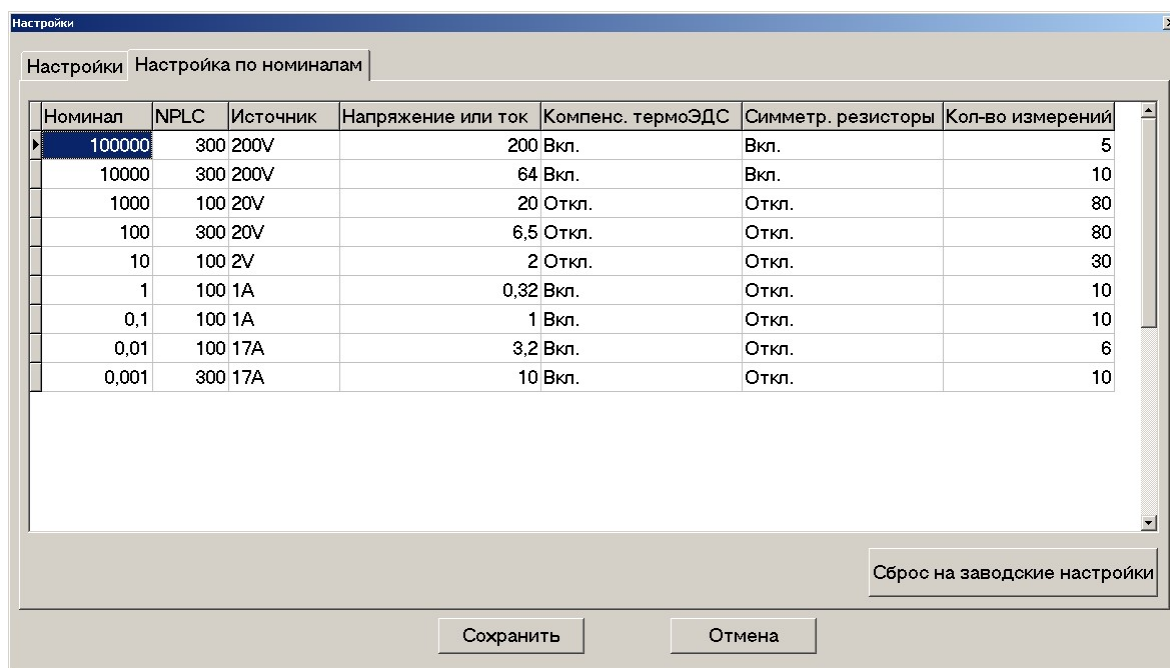 Настройки
Настройки Настройка по номиналам
Номинал NPLC Источник Напряжение или ток Компенс. термоЭДС Симметр. резисторы Кол-во измерений
100000 300 200V 200 Вкл. Вкл. 5
10000 300 200V 64 Вкл. Вкл. 10
1000 100 20V 20 Откл. Откл. 80
100 300 20V 6,5 Откл. Откл. 80
10 100 2V 2 Откл. Откл. 30
1 100 1A 0,32 Вкл. Откл. 10
0,1 100 1A 1 Вкл. Откл. 10
0,01 100 17A 3,2 Вкл. Откл. 6
0,001 300 17A 10 Вкл. Откл. 10
Сброс на заводские настройки
Сохранить Отмена